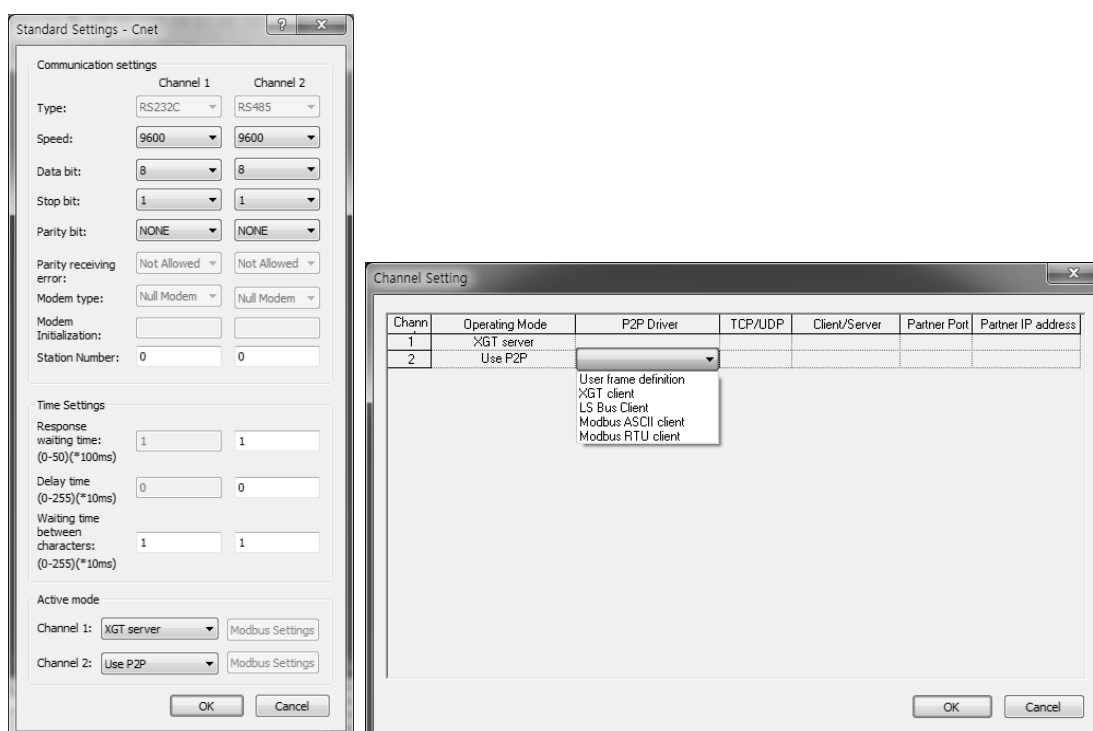 Standard Settings - Cnet
Communication settings
Channel 1 Channel 2
Type: RS232C RS485
Speed: 9600 9600
Data bit: 8 8
Stop bit: 1 1
Parity bit: NONE NONE
Parity receiving error: Not Allowed Not Allowed
Modem type: Null Modem Null Modem
Modem
Initialization:
Station Number: 0 0
Time Settings
Response
waiting time: 1 1
(0-50)(*100ms)
Delay time 0 0
(0-255)(*10ms)
Waiting time
between
characters: 1 1
(0-255)(*10ms)
Active mode
Channel 1: XGT server Modbus Settings
Channel 2: Use P2P Modbus Settings
OK Cancel
Channel Setting
Chann Operating Mode P2P Driver TCP/UDP Client/Server Partner Port Partner IP address
1 XGT server
2 Use P2P
User frame definition
XGT client
LS Bus Client
Modbus ASCII client
Modbus RTU client
OK Cancel